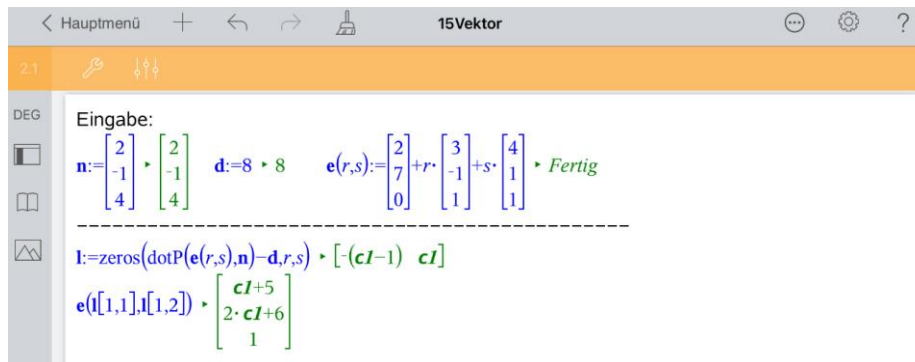 Hauptmenü 15Vektor ?
2.1
DEG
Eingabe:
n:=[2; -1; 4] ▸ [2; -1; 4] d:=8 ▸ 8 e(r,s):=[2; 7; 0]+r·[3; -1; 1]+s·[4; 1; 1] ▸ Fertig
l:=zeros(dotP(e(r,s),n)-d,r,s) ▸ [-(c1-1) c1]
e(l[1,1],l[1,2]) ▸ [c1+5; 2·c1+6; 1]